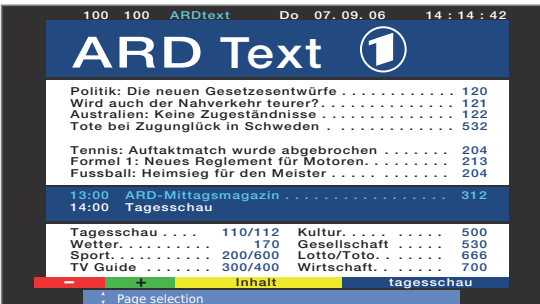 100 100 ARDtext Do 07. 09. 06 14 : 14 : 42
ARD Text 1
Politik: Die neuen Gesetzesentwürfe . . . . . . . . . . . . . 120
Wird auch der Nahverkehr teurer?. . . . . . . . . . . . . . . 121
Australien: Keine Zugeständnisse . . . . . . . . . . . . . . . 122
Tote bei Zugunglück in Schweden . . . . . . . . . . . . . . 532
Tennis: Auftaktmatch wurde abgebrochen . . . . . . . 204
Formel 1: Neues Reglement für Motoren. . . . . . . . . 213
Fussball: Heimsieg für den Meister . . . . . . . . . . . . . 204
13:00 ARD-Mittagsmagazin . . . . . . . . . . . . . . . . . . 312
14:00 Tagesschau
Tagesschau . . . . 110/112 Kultur. . . . . . . . . . 500
Wetter. . . . . . . . . . . 170 Gesellschaft . . . . . 530
Sport. . . . . . . . . 200/600 Lotto/Toto. . . . . . . 666
TV Guide . . . . . . 300/400 Wirtschaft. . . . . . . 700
− + Inhalt tagesschau
Page selection